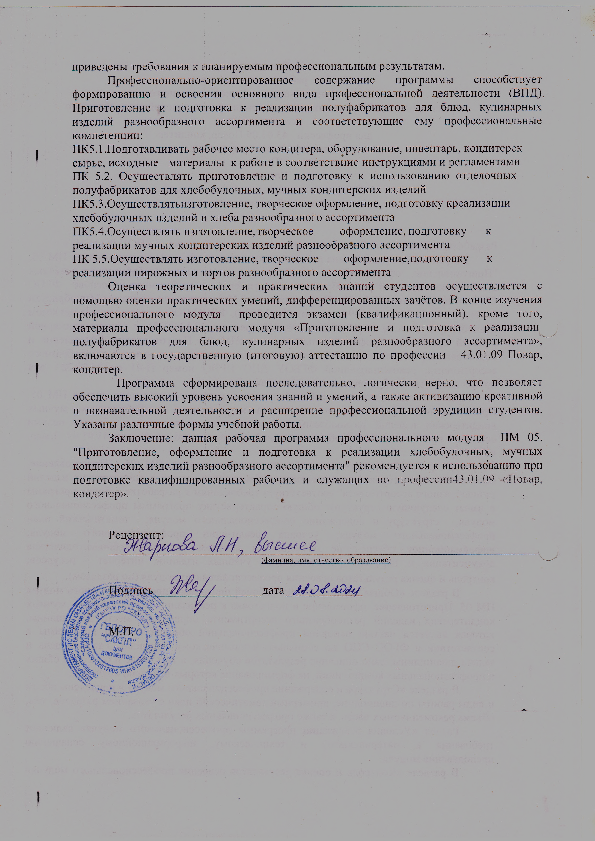 приведены требования к планируемым профессиональным результатам.
Профессионально-ориентированное содержание программы способствует
формированию и освоения основного вида профессиональной деятельности (ВПД).
Приготовление и подготовка к реализации полуфабрикатов для блюд, кулинарных
изделий разнообразного ассортимента и соответствующие ему профессиональные
компетенции:
ПК5.1.Подготавливать рабочее место кондитера, оборудование, инвентарь, кондитерск
сырье, исходные материалы к работе в соответствие инструкциями и регламентами
ПК 5.2. Осуществлять приготовление и подготовку к использованию отделочных
полуфабрикатов для хлебобулочных, мучных кондитерских изделий
ПК5.3.Осуществлятьизготовление, творческое оформление, подготовку креализации
хлебобулочных изделий и хлеба разнообразного ассортимента
ПК5.4.Осуществлять изготовление, творческое оформление, подготовку к
реализации мучных кондитерских изделий разнообразного ассортимента
ПК 5.5.Осуществлять изготовление, творческое оформление,подготовку к
реализации пирожных и тортов разнообразного ассортимента
Оценка теоретических и практических знаний студентов осуществляется с
помощью оценки практических умений, дифференцированных зачётов. В конце изучения
профессионального модуля проводится экзамен (квалификационный), кроме того,
материалы профессионального модуля «Приготовление и подготовка к реализации
полуфабрикатов для блюд, кулинарных изделий разнообразного ассортимента»,
включаются в государственную (итоговую) аттестацию по профессии 43.01.09 Повар,
кондитер.
Программа сформирована последовательно, логически верно, что позволяет
обеспечить высокий уровень усвоения знаний и умений, а также активизацию креативной
и познавательной деятельности и расширение профессиональной эрудиции студентов.
Указаны различные формы учебной работы.
Заключение: данная рабочая программа профессионального модуля ПМ 05.
"Приготовление, оформление и подготовка к реализации хлебобулочных, мучных
кондитерских изделий разнообразного ассортимента" рекомендуется к использованию при
подготовке квалифицированных рабочих и служащих по профессии43.01.09 «Повар,
кондитер».
Рецензент:
Л.Н, высшее
(фамилия, имя отчество образование)
Подпись дата 28.08.2024
М.П.
для
документов